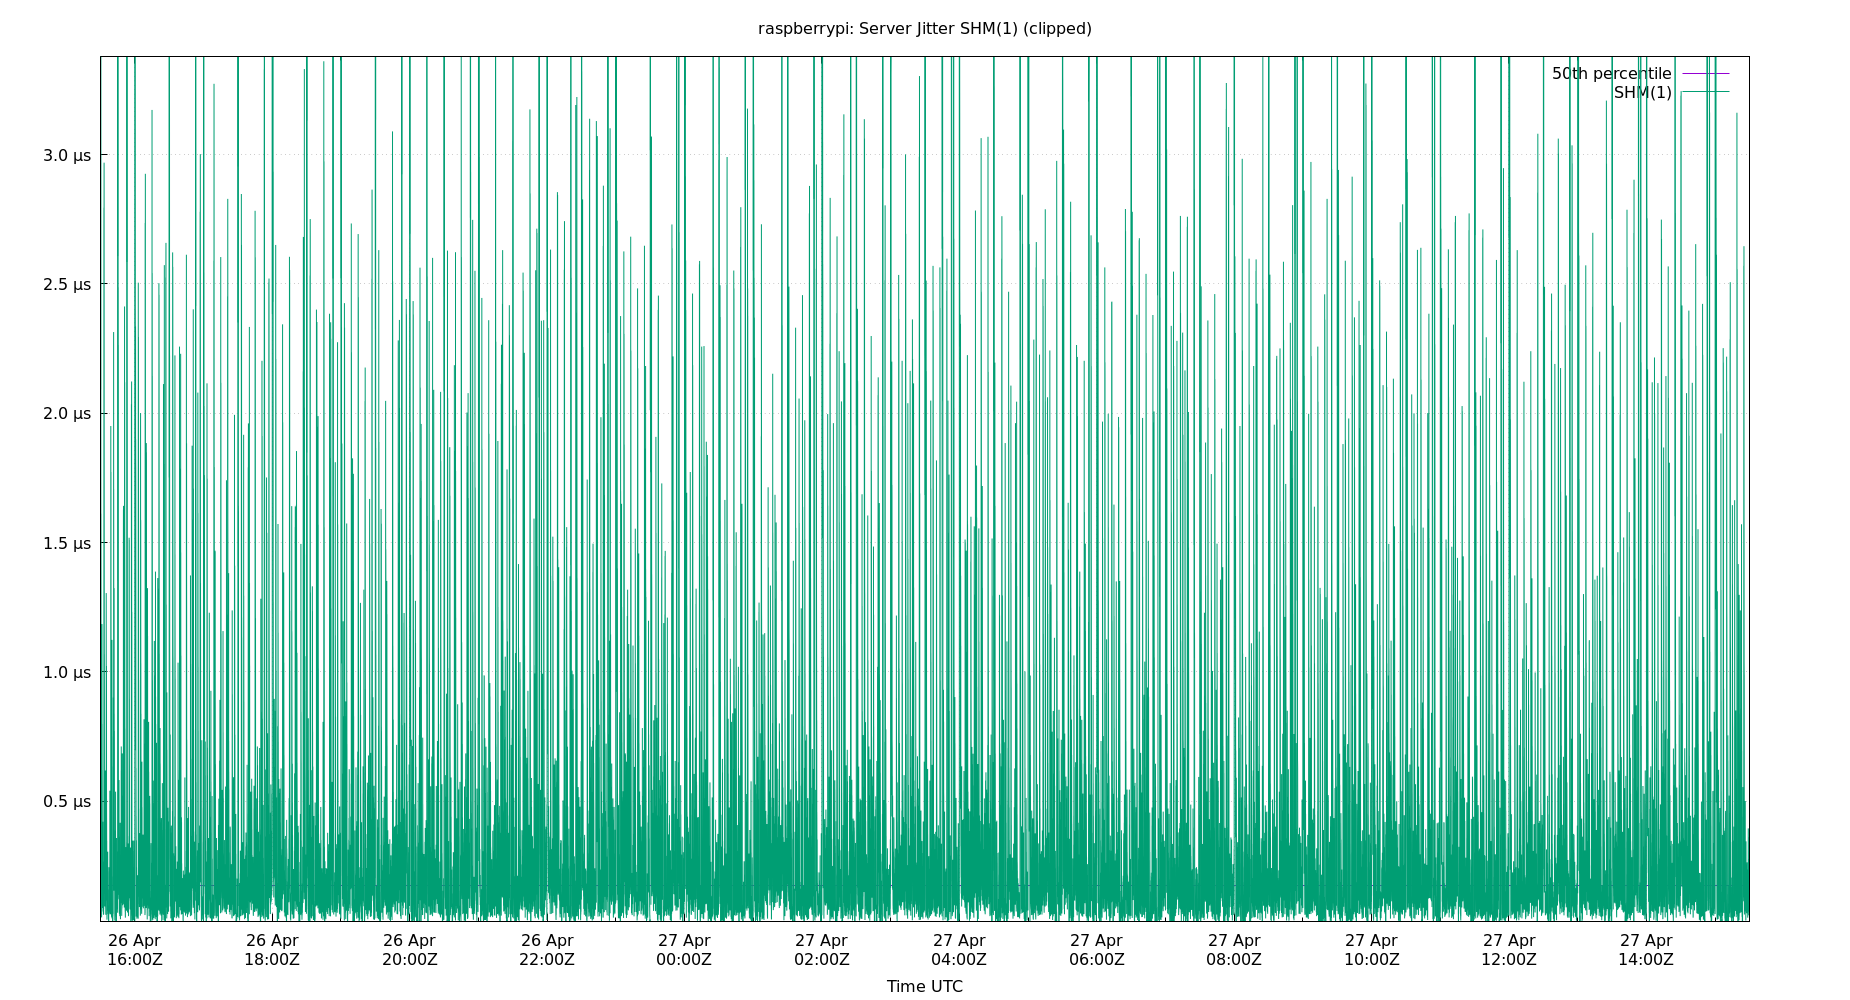 raspberrypi: Server Jitter SHM(1) (clipped)
50th percentile
SHM(1)
3.0 µs
2.5 µs
2.0 µs
1.5 µs
1.0 µs
0.5 µs
26 Apr 26 Apr 26 Apr 26 Apr 27 Apr 27 Apr 27 Apr 27 Apr 27 Apr 27 Apr 27 Apr 27 Apr
16:00Z 18:00Z 20:00Z 22:00Z 00:00Z 02:00Z 04:00Z 06:00Z 08:00Z 10:00Z 12:00Z 14:00Z
Time UTC